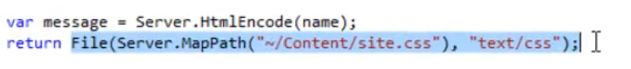 var message = Server.HtmlEncode(name);
return File(Server.MapPath("~/Content/site.css"), "text/css");